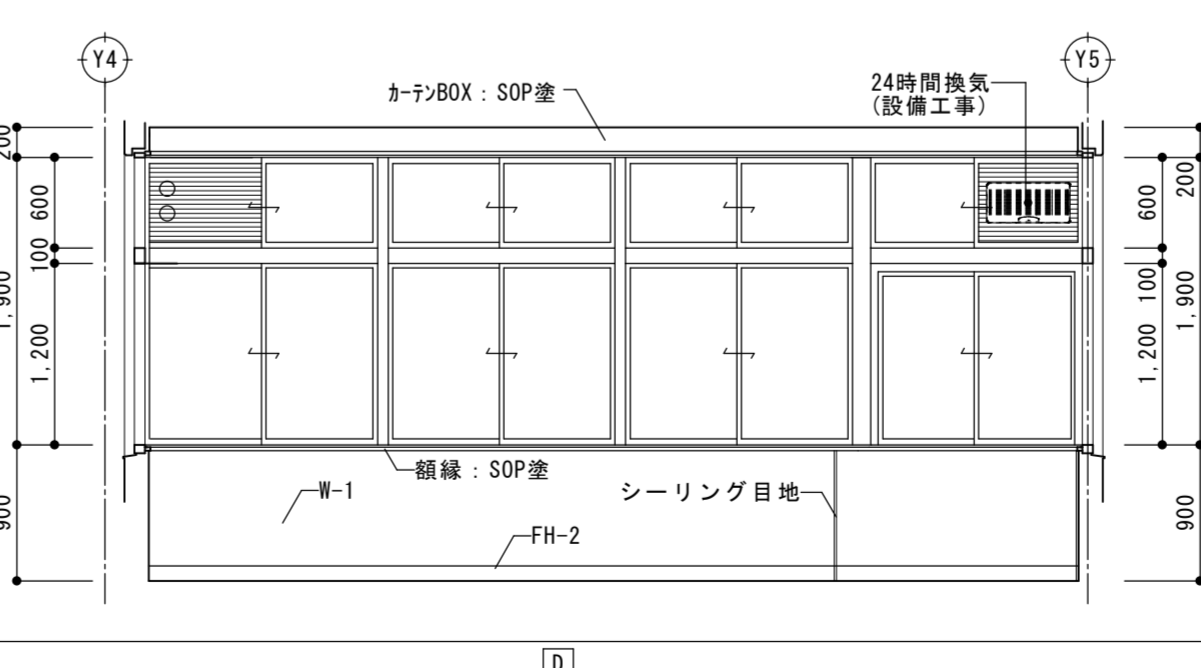 Y4
Y5
カーテンBOX : SOP塗
24時間換気
(設備工事)
200
600
100
1,900
1,200
900
200
600
100
1,900
1,200
900
額縁 : SOP塗
W-1
シーリング目地
FH-2
D